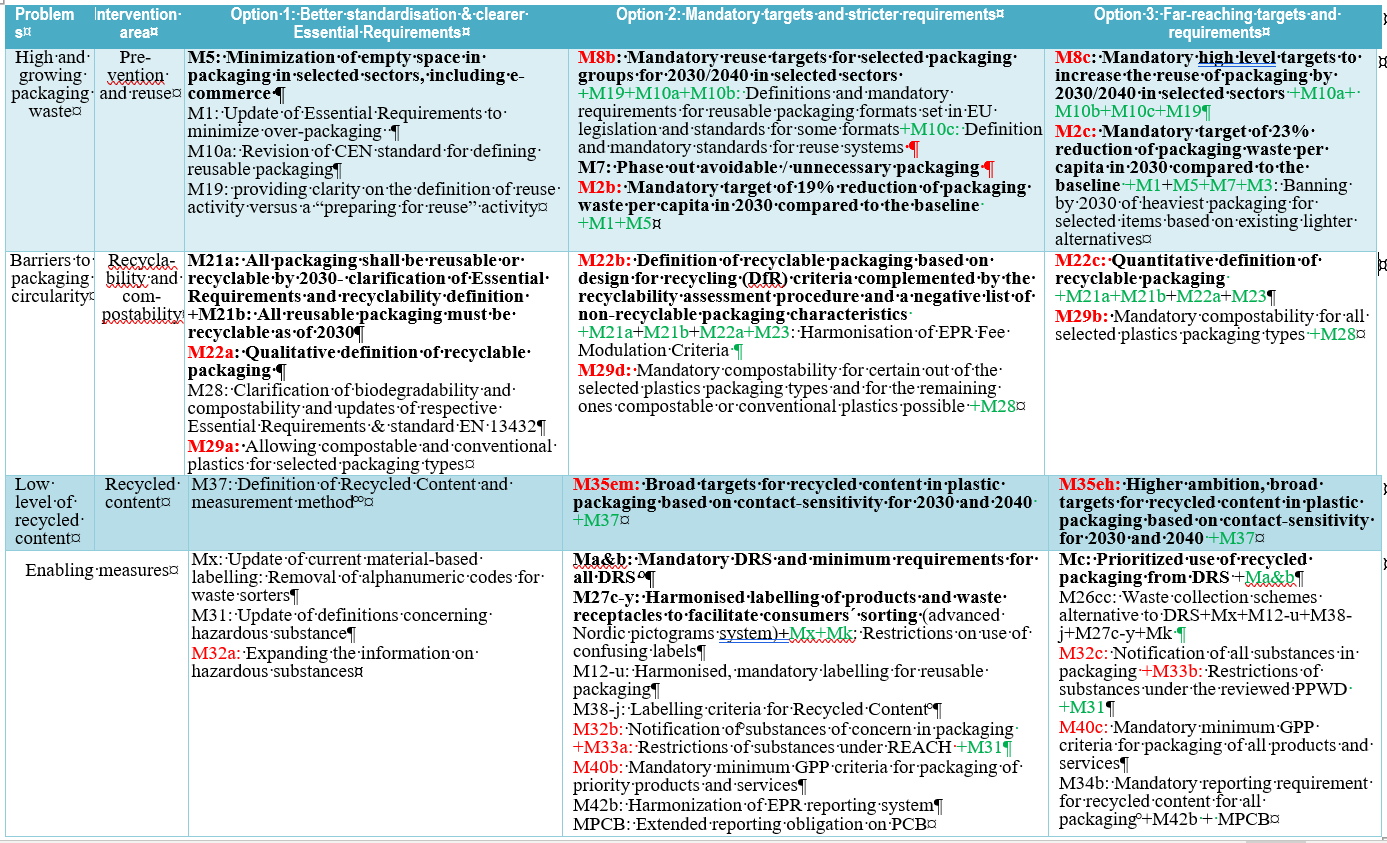 Problem
s¤
Intervention·
area¤
Option·1:·Better·standardisation·&·clearer·
Essential·Requirements¤
Option·2:·Mandatory·targets·and·stricter·requirements¤
Option·3:·Far-reaching·targets·and·
requirements¤
High·and·
growing·
packaging·
waste¤
Pre-
vention·
and·reuse¤
M5:·Minimization·of·empty·space·in·
packaging·in·selected·sectors,·including·e-
commerce·¶
M1:·Update·of·Essential·Requirements·to·
minimize·over-packaging··¶
M10a:·Revision·of·CEN·standard·for·defining·
reusable·packaging¶
M19:·providing·clarity·on·the·definition·of·reuse·
activity·versus·a·“preparing·for·reuse”·activity¤
M8b:·Mandatory·reuse·targets·for·selected·packaging·
groups·for·2030/2040·in·selected·sectors·
+M19+M10a+M10b:·Definitions·and·mandatory·
requirements·for·reusable·packaging·formats·set·in·EU·
legislation·and·standards·for·some·formats+M10c:·Definition·
and·mandatory·standards·for·reuse·systems·¶
M7:·Phase·out·avoidable·/·unnecessary·packaging·¶
M2b:·Mandatory·target·of·19%·reduction·of·packaging·
waste·per·capita·in·2030·compared·to·the·baseline·
+M1+M5¤
M8c:·Mandatory·high·level·targets·to·
increase·the·reuse·of·packaging·by·
2030/2040·in·selected·sectors·+M10a+·
M10b+M10c+M19¶
M2c:·Mandatory·target·of·23%·
reduction·of·packaging·waste·per·
capita·in·2030·compared·to·the·
baseline·+M1+M5+M7+M3:·Banning·
by·2030·of·heaviest·packaging·for·
selected·items·based·on·existing·lighter·
alternatives¤
Barriers·to·
packaging·
circularity¤
Recycla-
bility·and·
com-
postability¤
M21a:·All·packaging·shall·be·reusable·or·
recyclable·by·2030-·clarification·of·Essential·
Requirements·and·recyclability·definition·
+M21b:·All·reusable·packaging·must·be·
recyclable·as·of·2030¶
M22a:·Qualitative·definition·of·recyclable·
packaging·¶
M28:·Clarification·of·biodegradability·and·
compostability·and·updates·of·respective·
Essential·Requirements·&·standard·EN·13432¶
M29a:·Allowing·compostable·and·conventional·
plastics·for·selected·packaging·types¤
M22b:·Definition·of·recyclable·packaging·based·on·
design·for·recycling·(DfR)·criteria·complemented·by·the·
recyclability·assessment·procedure·and·a·negative·list·of·
non-recyclable·packaging·characteristics·
+M21a+M21b+M22a+M23:·Harmonisation·of·EPR·Fee·
Modulation·Criteria·¶
M29d:·Mandatory·compostability·for·certain·out·of·the·
selected·plastics·packaging·types·and·for·the·remaining·
ones·compostable·or·conventional·plastics·possible·+M28¤
M22c:·Quantitative·definition·of·
recyclable·packaging·
+M21a+M21b+M22a+M23¶
M29b:·Mandatory·compostability·for·all·
selected·plastics·packaging·types·+M28¤
Low·
level·of·
recycled·
content¤
Recycled·
content¤
M37:·Definition·of·Recycled·Content·and·
measurement·method°°¤
M35em:·Broad·targets·for·recycled·content·in·plastic·
packaging·based·on·contact-sensitivity·for·2030·and·2040·
+M37¤
M35eh:·Higher·ambition,·broad·
targets·for·recycled·content·in·plastic·
packaging·based·on·contact-sensitivity·
for·2030·and·2040·+M37¤
Enabling·measures¤
Mx:·Update·of·current·material-based·
labelling:·Removal·of·alphanumeric·codes·for·
waste·sorters¶
M31:·Update·of·definitions·concerning·
hazardous·substance¶
M32a:·Expanding·the·information·on·
hazardous·substances¤
Ma&b:·Mandatory·DRS·and·minimum·requirements·for·
all·DRS°¶
M27c-y:·Harmonised·labelling·of·products·and·waste·
receptacles·to·facilitate·consumers´·sorting·(advanced·
Nordic·pictograms·system)+Mx+Mk:·Restrictions·on·use·of·
confusing·labels¶
M12-u:·Harmonised,·mandatory·labelling·for·reusable·
packaging¶
M38-j:·Labelling·criteria·for·Recycled·Content°¶
M32b:·Notification·of°substances·of·concern·in·packaging·
+M33a:·Restrictions·of·substances·under·REACH·+M31¶
M40b:·Mandatory·minimum·GPP·criteria·for·packaging·of·
priority·products·and·services¶
M42b:·Harmonization·of·EPR·reporting·system¶
MPCB:·Extended·reporting·obligation·on·PCB¤
Mc:·Prioritized·use·of·recycled·
packaging·from·DRS·+Ma&b¶
M26cc:·Waste·collection·schemes·
alternative·to·DRS+Mx+M12-u+M38-
j+M27c-y+Mk·¶
M32c:·Notification·of·all·substances·in·
packaging·+M33b:·Restrictions·of·
substances·under·the·reviewed·PPWD·
+M31¶
M40c:·Mandatory·minimum·GPP·
criteria·for·packaging·of·all·products·and·
services¶
M34b:·Mandatory·reporting·requirement·
for·recycled·content·for·all·
packaging°+M42b·+·MPCB¤